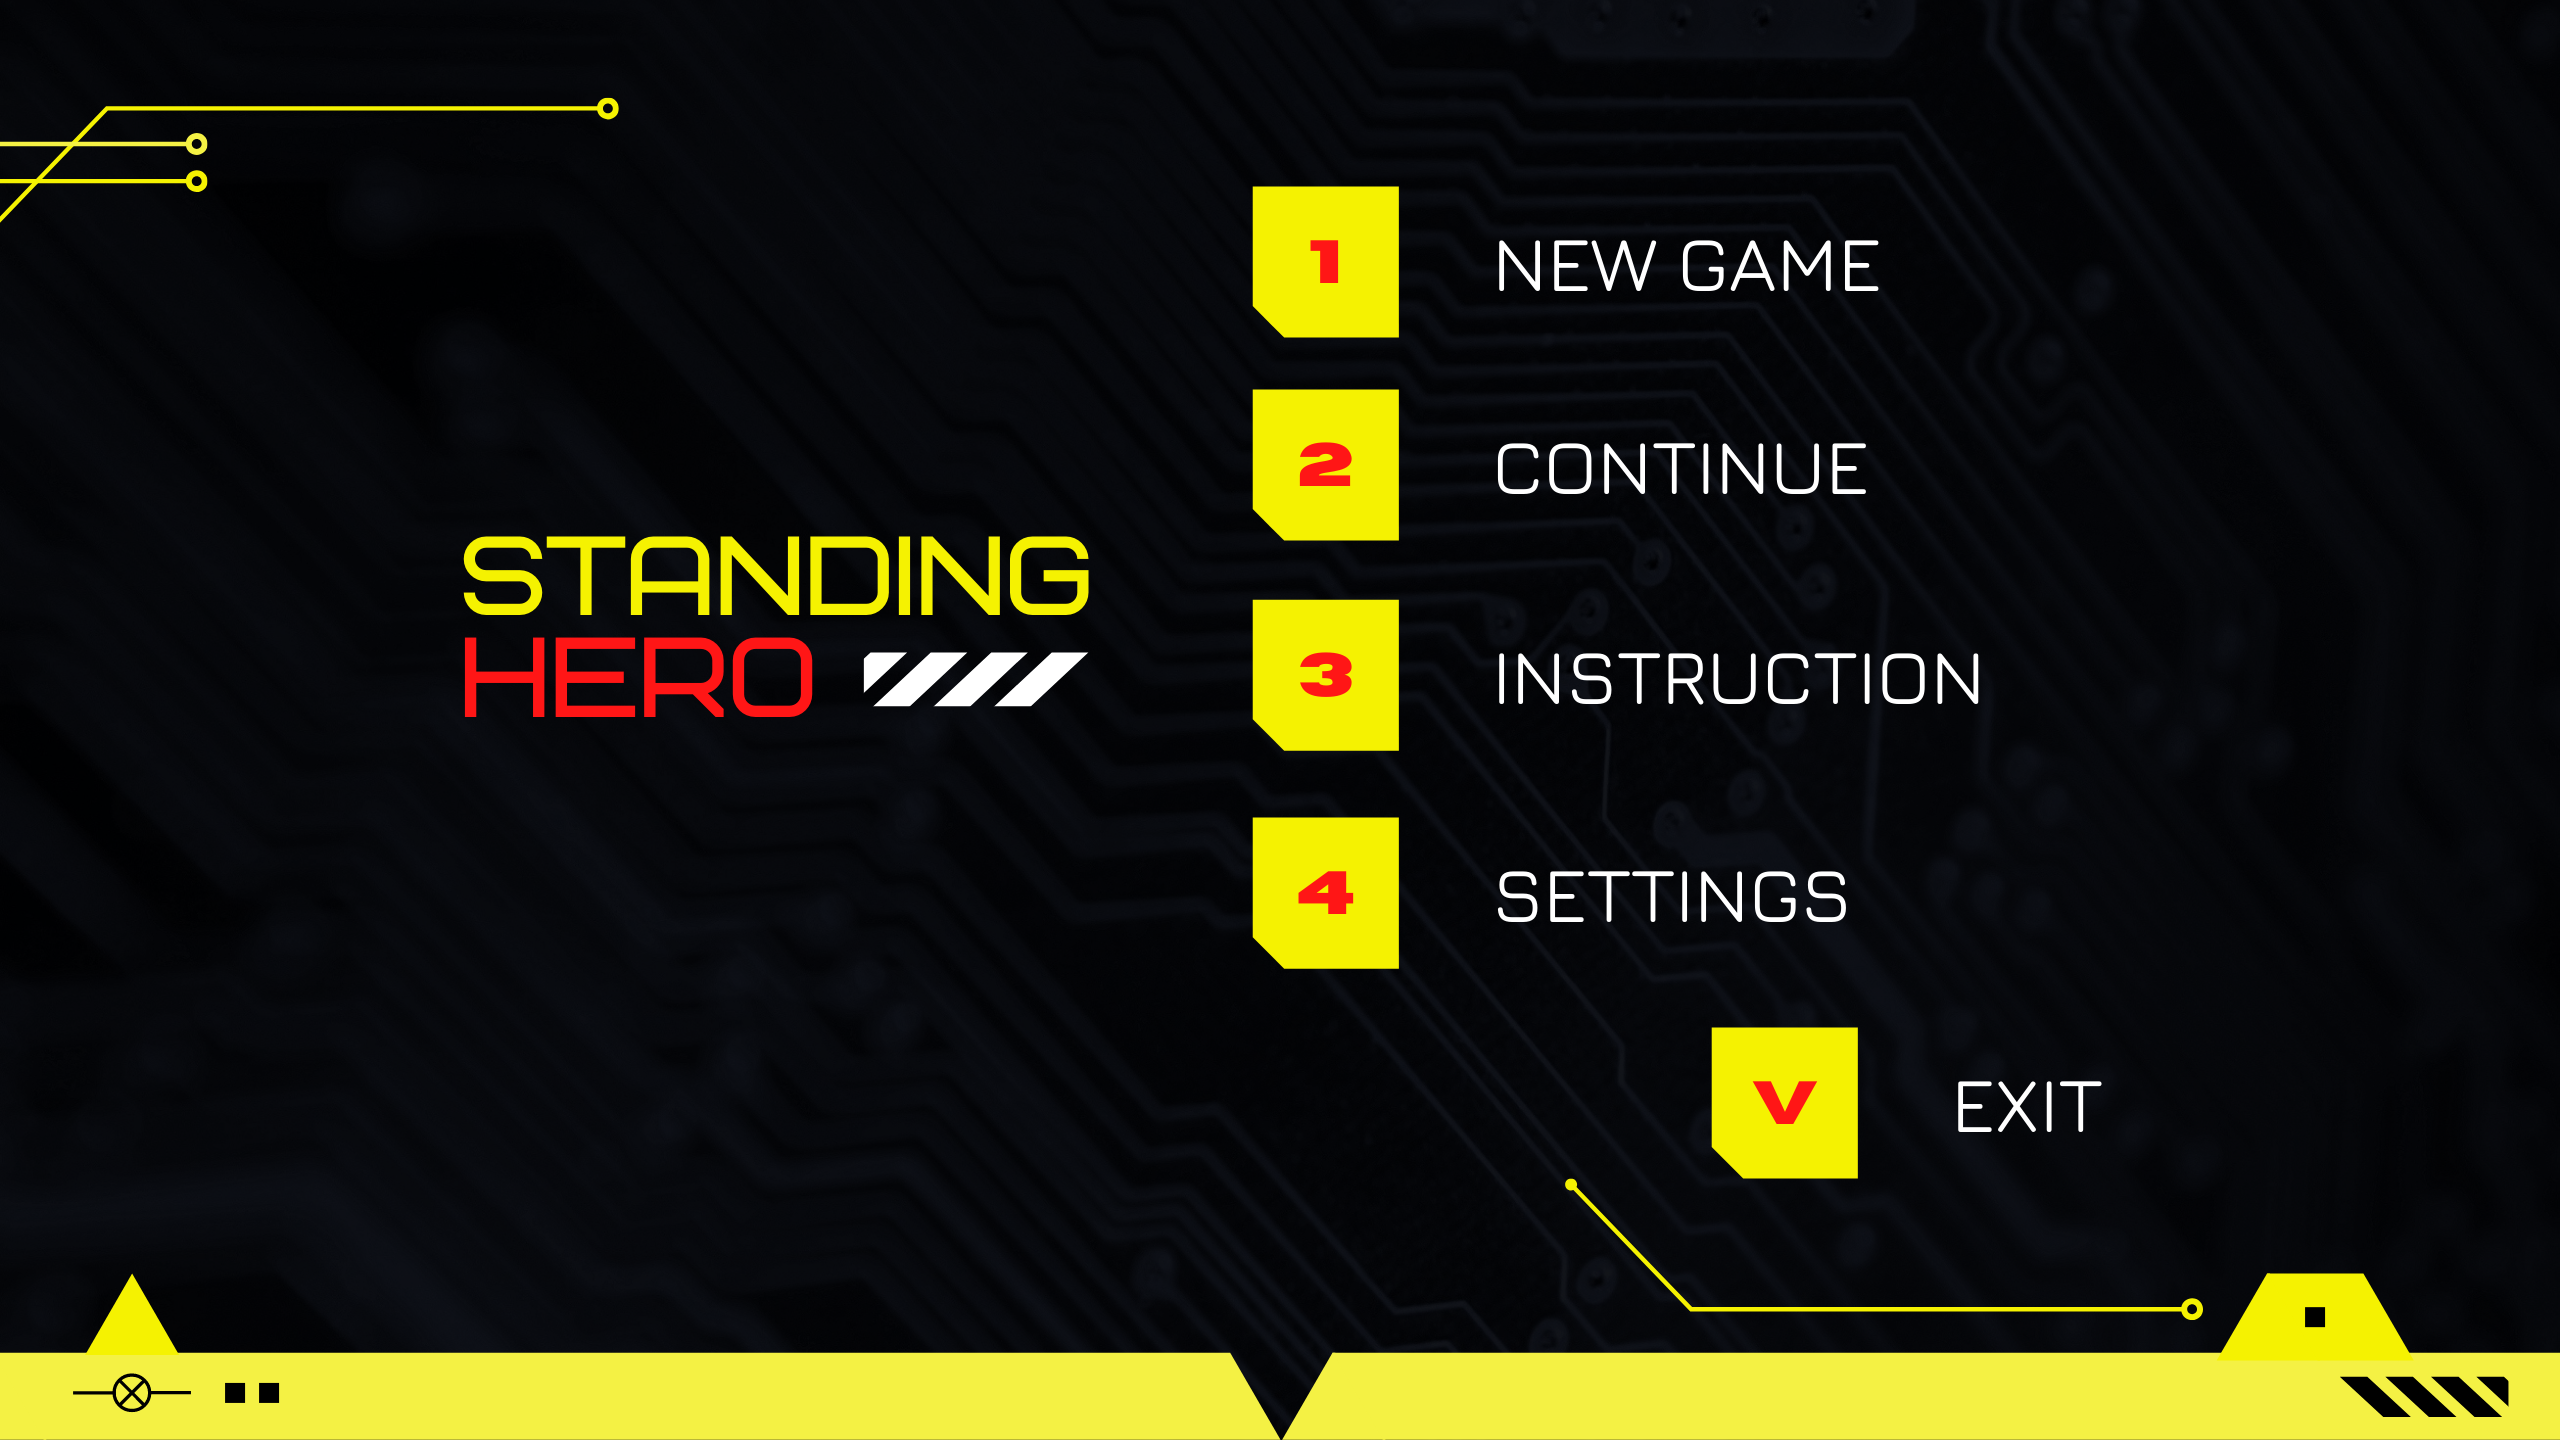 STANDING
HERO
1 NEW GAME
2 CONTINUE
3 INSTRUCTION
4 SETTINGS
V EXIT